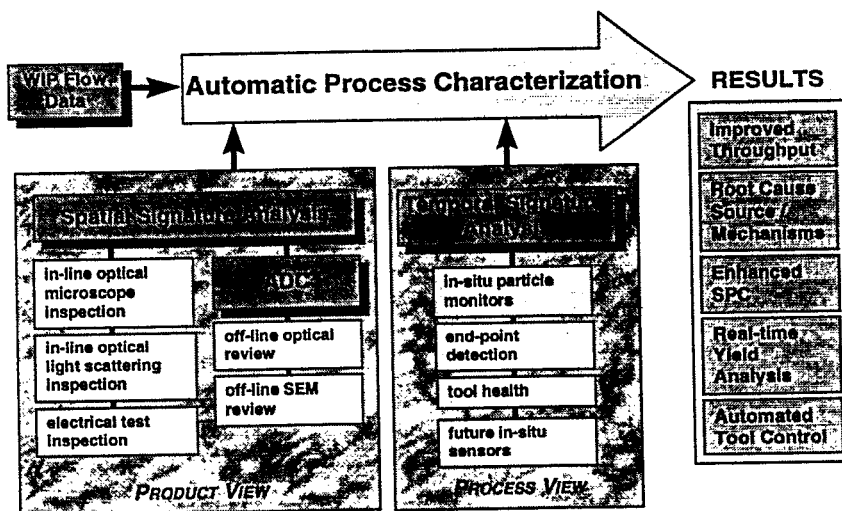 WIP Flow
Data
Automatic Process Characterization
RESULTS
Improved
Throughput
Root Cause
Source /
Mechanisms
Enhanced
SPC
Real-time
Yield
Analysis
Automated
Tool Control
Spatial Signature Analysis
in-line optical
microscope
inspection
in-line optical
light scattering
inspection
electrical test
inspection
ADC
off-line optical
review
off-line SEM
review
PRODUCT VIEW
Temporal Signature
Analysis
in-situ particle
monitors
end-point
detection
tool health
future in-situ
sensors
PROCESS VIEW